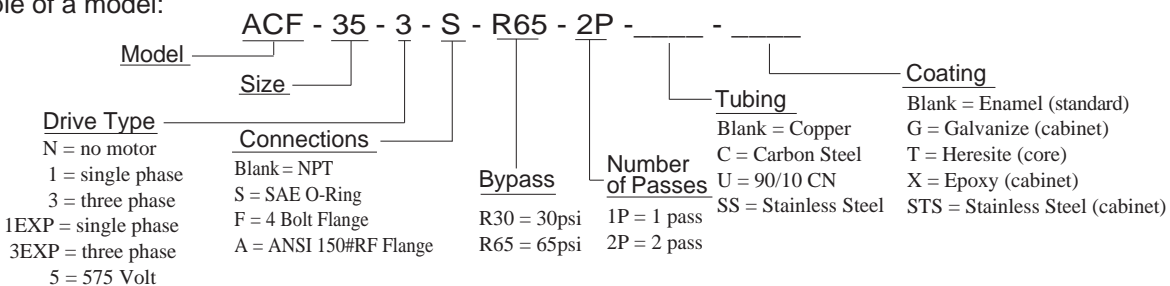 ole of a model:
ACF - 35 - 3 - S - R65 - 2P -____ - ____
Model
Size
Drive Type
N = no motor
1 = single phase
3 = three phase
1EXP = single phase
3EXP = three phase
5 = 575 Volt
Connections
Blank = NPT
S = SAE O-Ring
F = 4 Bolt Flange
A = ANSI 150#RF Flange
Bypass
R30 = 30psi
R65 = 65psi
Number
of Passes
1P = 1 pass
2P = 2 pass
Tubing
Blank = Copper
C = Carbon Steel
U = 90/10 CN
SS = Stainless Steel
Coating
Blank = Enamel (standard)
G = Galvanize (cabinet)
T = Heresite (core)
X = Epoxy (cabinet)
STS = Stainless Steel (cabinet)